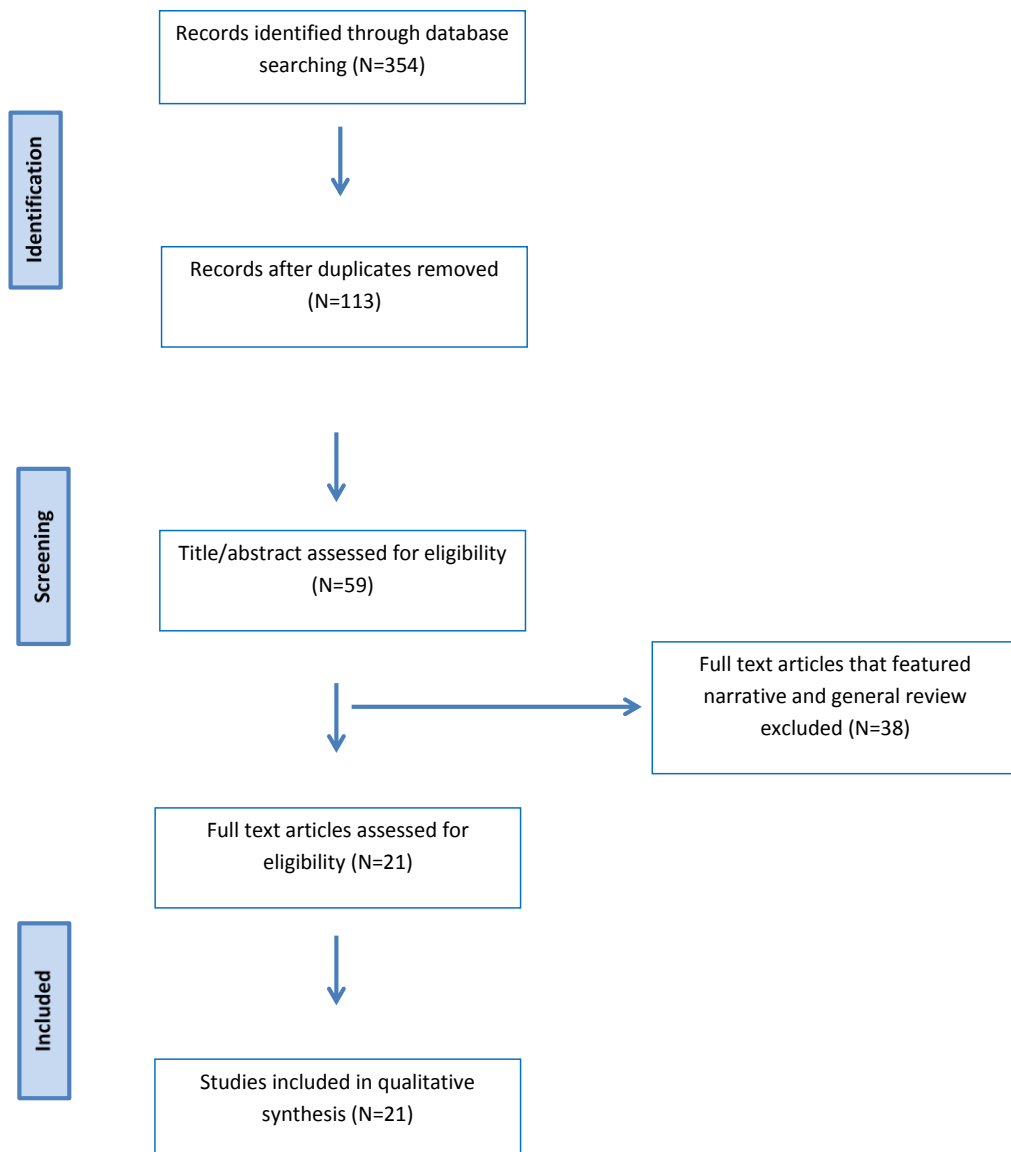 Records identified through database
searching (N=354)
Identification
Records after duplicates removed
(N=113)
Screening
Title/abstract assessed for eligibility
(N=59)
Full text articles that featured
narrative and general review
excluded (N=38)
Full text articles assessed for
eligibility (N=21)
Included
Studies included in qualitative
synthesis (N=21)